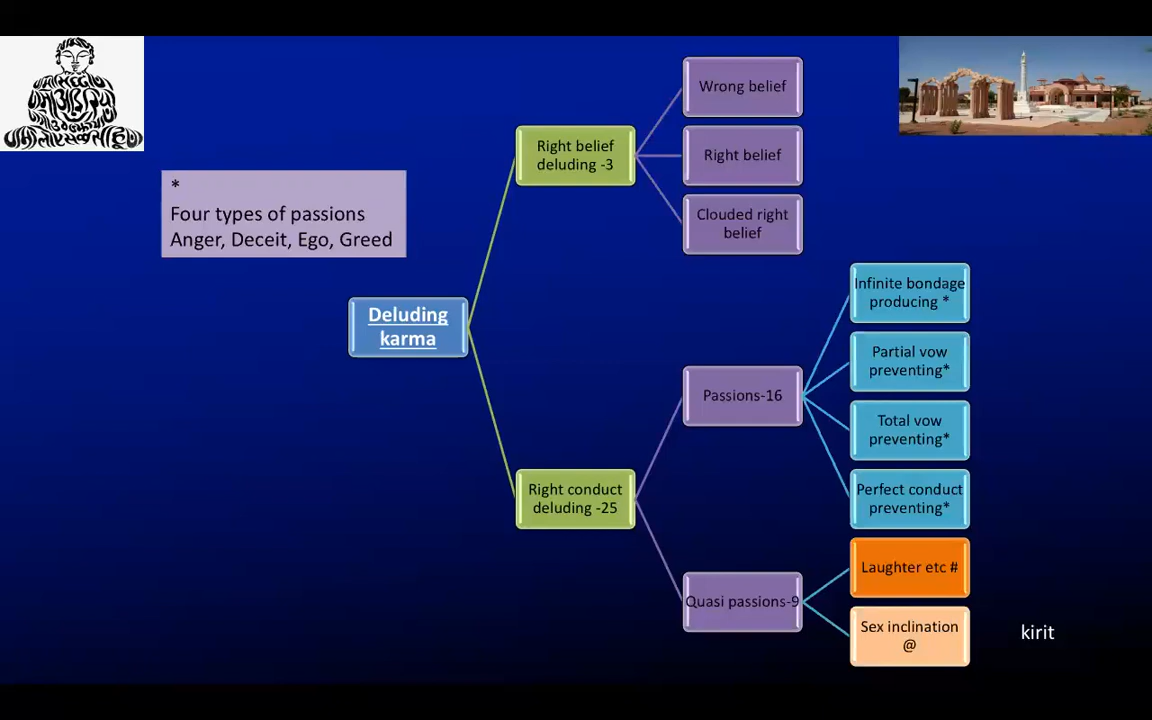 *
Four types of passions
Anger, Deceit, Ego, Greed
Deluding
karma
Right belief
deluding -3
Wrong belief
Right belief
Clouded right
belief
Right conduct
deluding -25
Passions-16
Infinite bondage
producing *
Partial vow
preventing*
Total vow
preventing*
Perfect conduct
preventing*
Quasi passions-9
Laughter etc #
Sex inclination
@
kirit